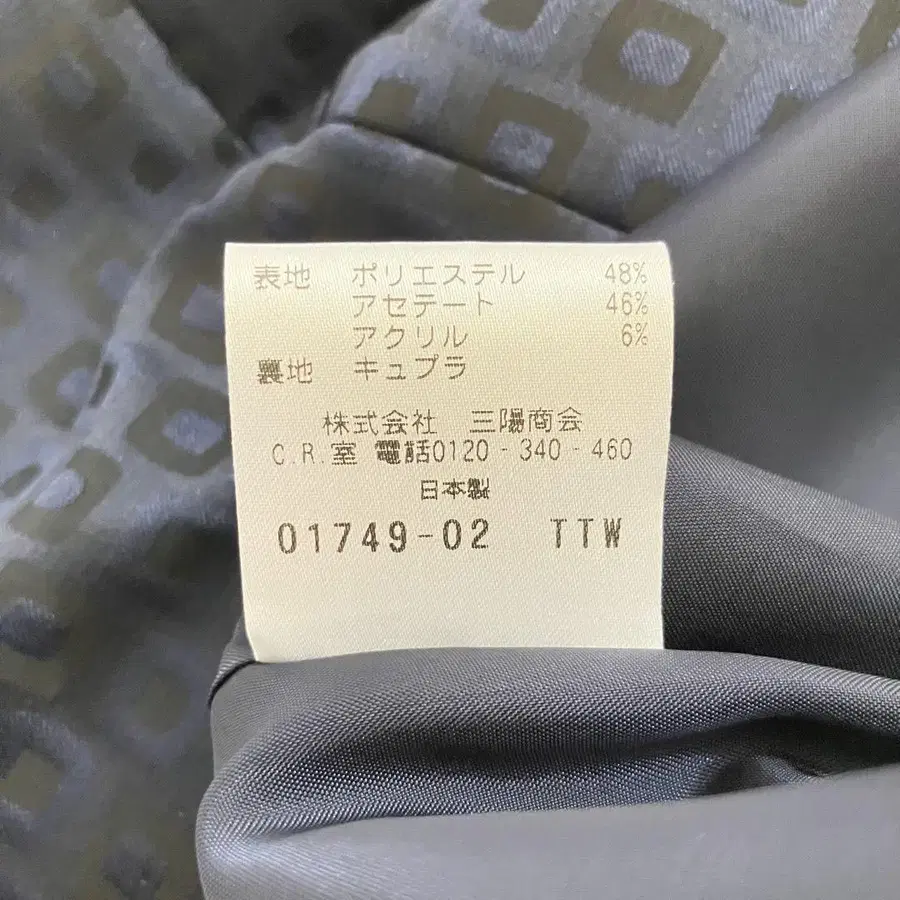 表地 ポリエステル 48%
アセテート 46%
アクリル 6%
裏地 キュプラ
株式会社 三陽商会
C.R.室 電話0120-340-460
日本製
01749-02 TTW